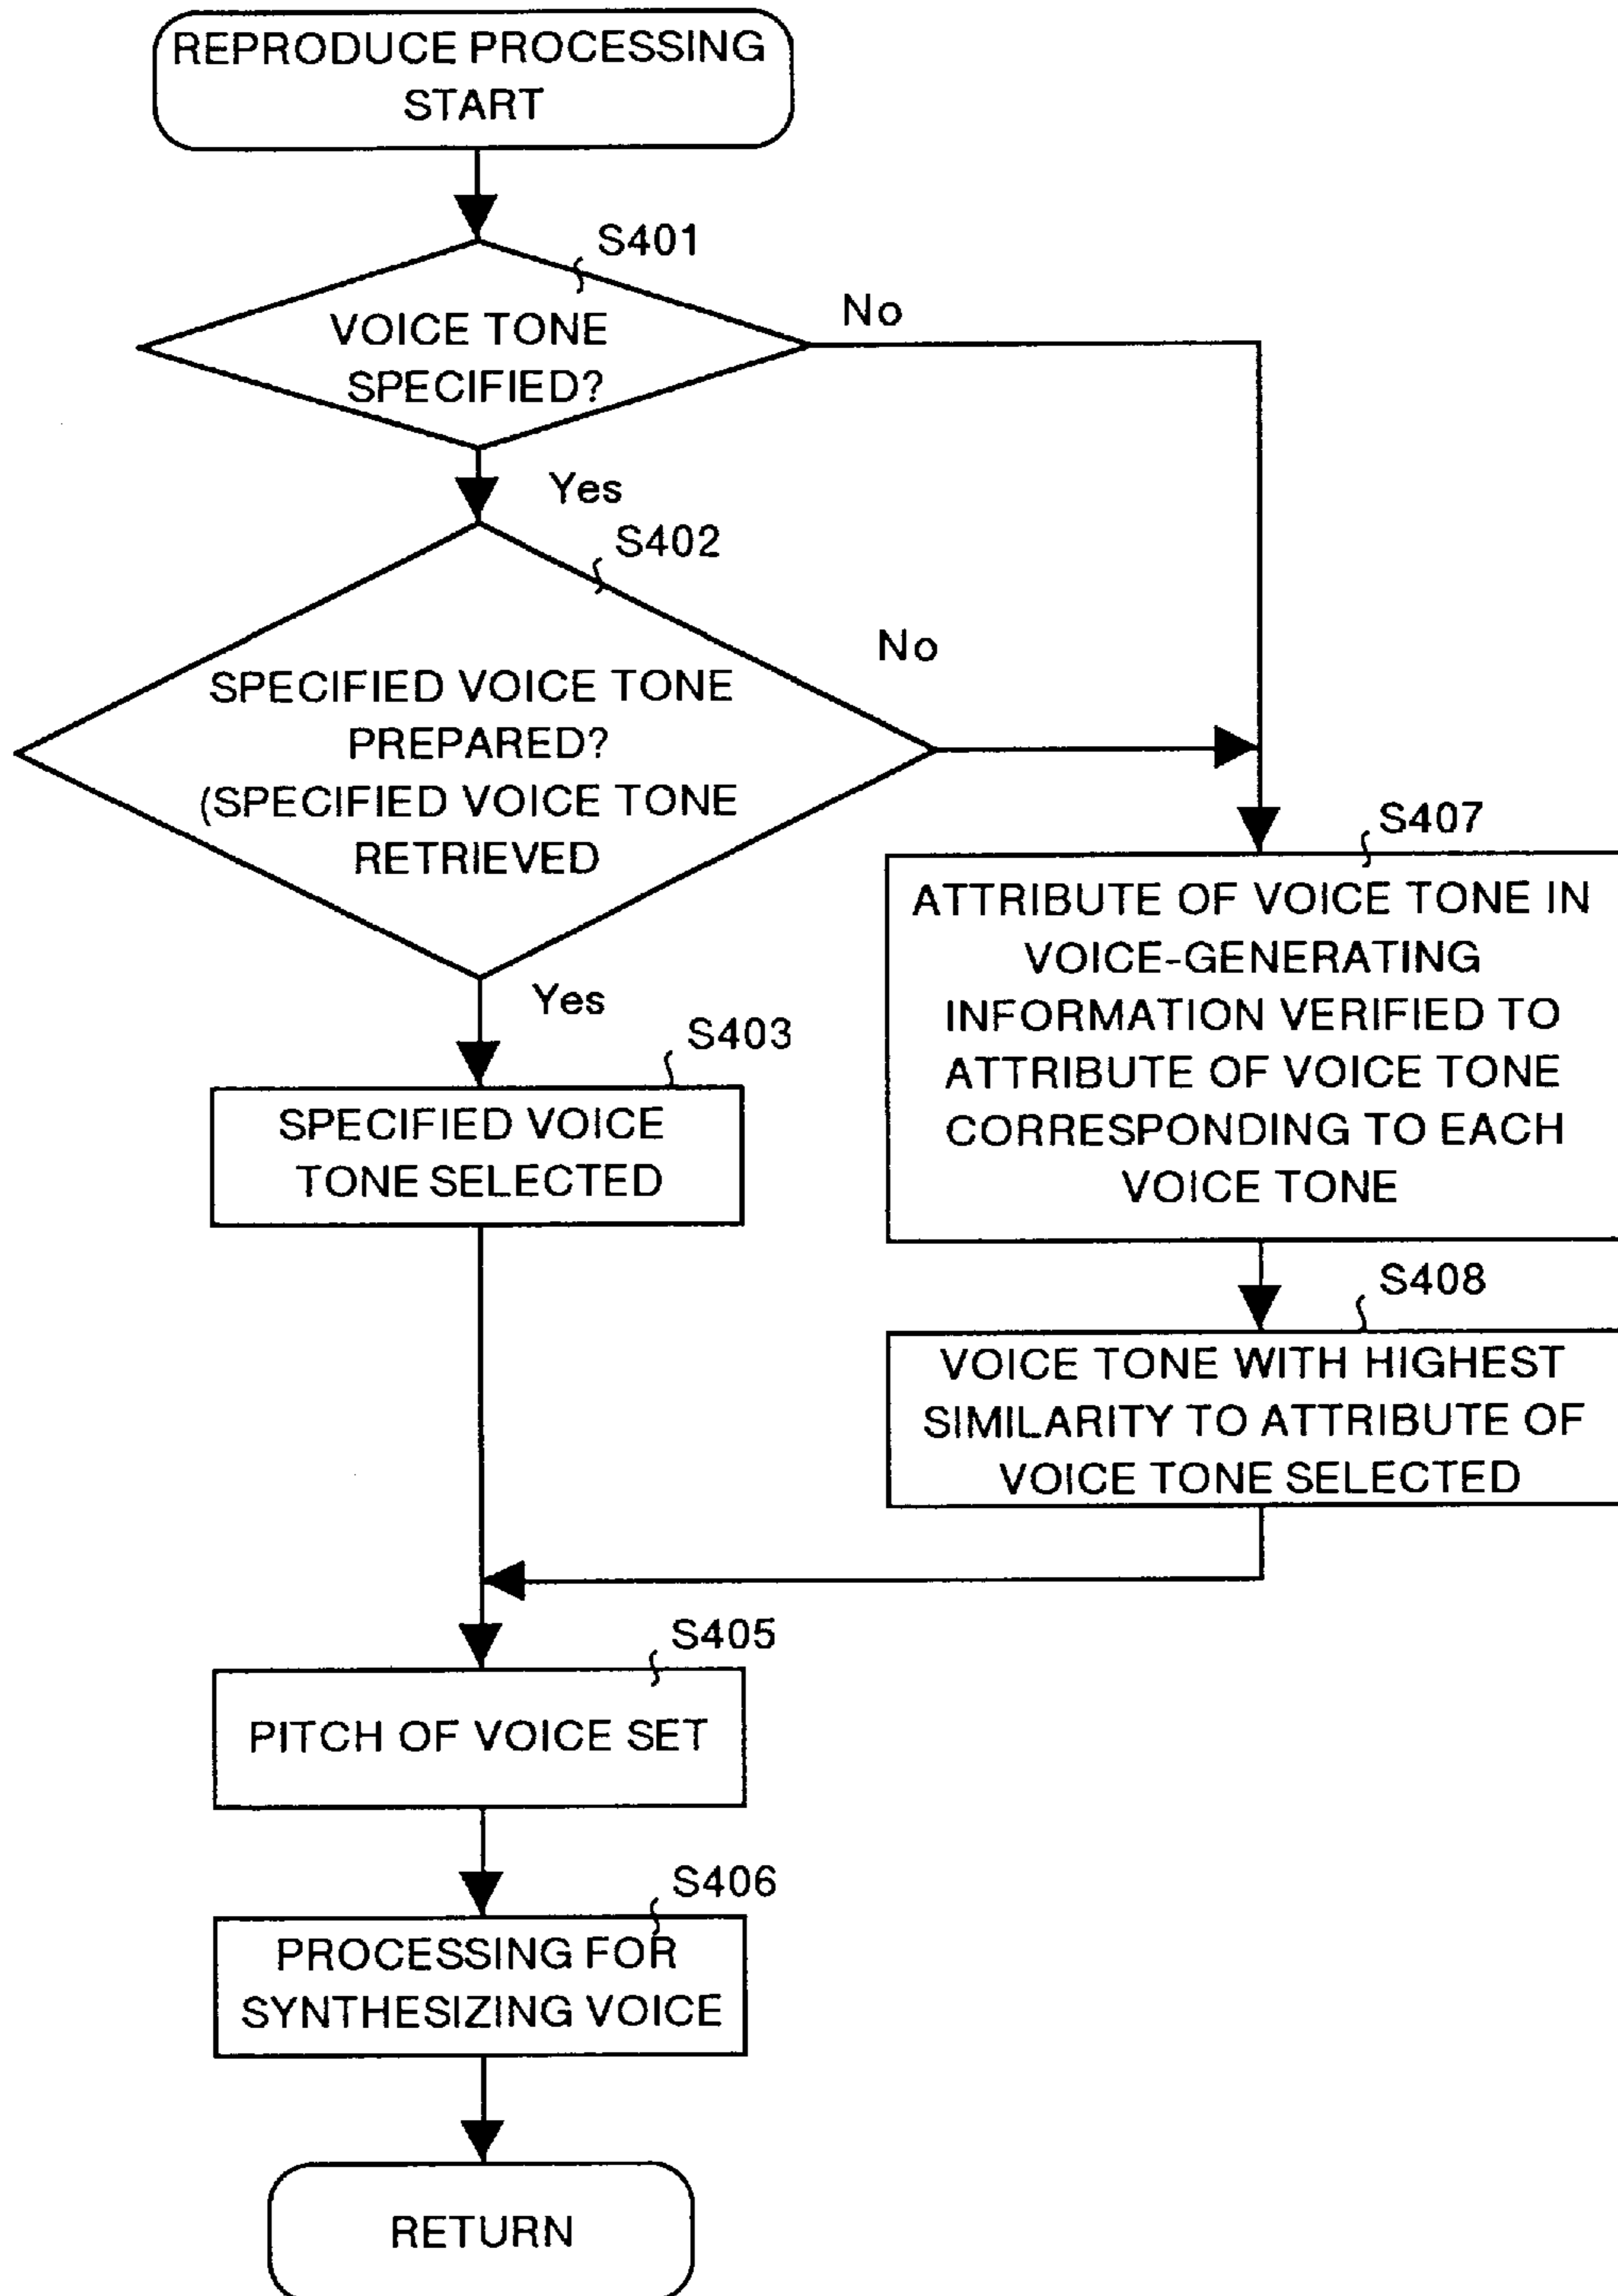 REPRODUCE PROCESSING
START
S401
VOICE TONE
SPECIFIED?
No
Yes
S402
SPECIFIED VOICE TONE
PREPARED?
(SPECIFIED VOICE TONE
RETRIEVED
No
Yes
S403
SPECIFIED VOICE
TONE SELECTED
S407
ATTRIBUTE OF VOICE TONE IN
VOICE-GENERATING
INFORMATION VERIFIED TO
ATTRIBUTE OF VOICE TONE
CORRESPONDING TO EACH
VOICE TONE
S408
VOICE TONE WITH HIGHEST
SIMILARITY TO ATTRIBUTE OF
VOICE TONE SELECTED
S405
PITCH OF VOICE SET
S406
PROCESSING FOR
SYNTHESIZING VOICE
RETURN